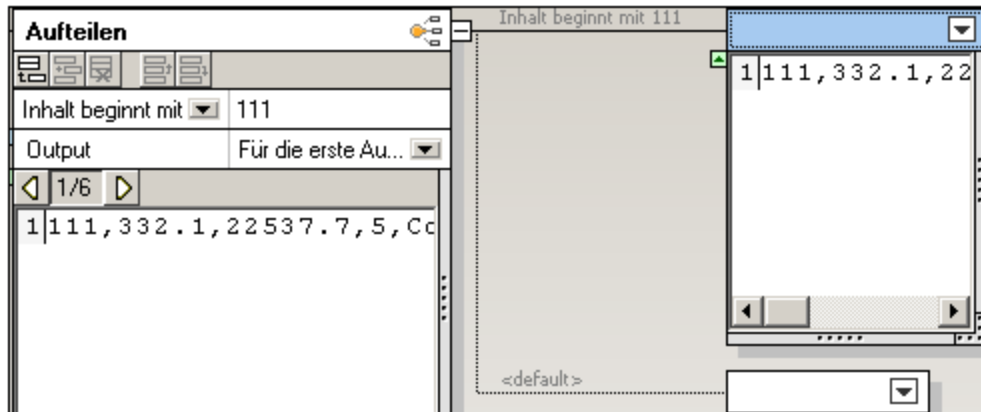 Aufteilen
Inhalt beginnt mit 111
Output Für die erste Au...
1/6
1 111,332.1,22537.7,5,Co
Inhalt beginnt mit 111
1 111,332.1,22
<default>